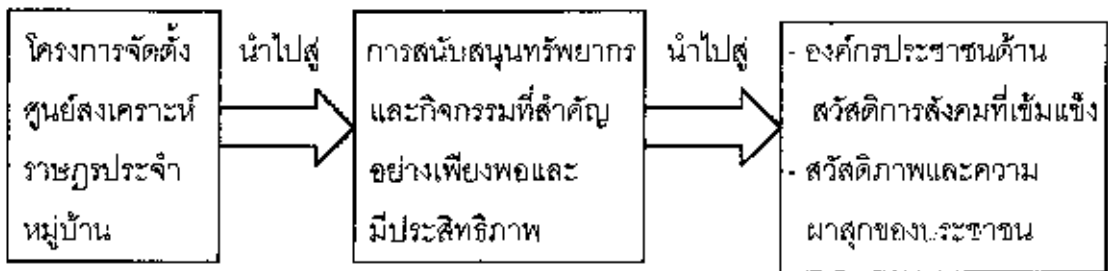 โครงการจัดตั้ง
ศูนย์สงเคราะห์
ราษฎรประจำ
หมู่บ้าน
นำไปสู่
การสนับสนุนทรัพยากร
และกิจกรรมที่สำคัญ
อย่างเพียงพอและ
มีประสิทธิภาพ
นำไปสู่
- องค์กรประชาชนด้าน
สวัสดิการสังคมที่เข้มแข็ง
- สวัสดิภาพและความ
ผาสุกของประชาชน